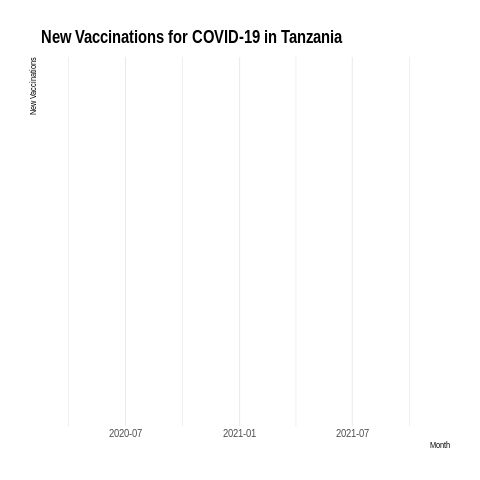 New Vaccinations for COVID-19 in Tanzania
New Vaccinations
2020-07
2021-01
2021-07
Month